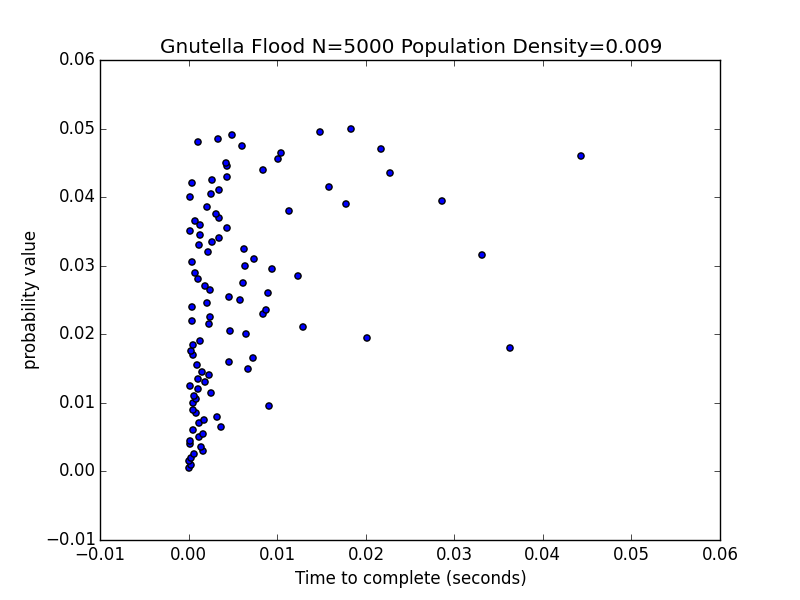 Gnutella Flood N=5000 Population Density=0.009
0.06
0.05
0.04
0.03
0.02
0.01
0.00
−0.01
probability value
−0.01 0.00 0.01 0.02 0.03 0.04 0.05 0.06
Time to complete (seconds)